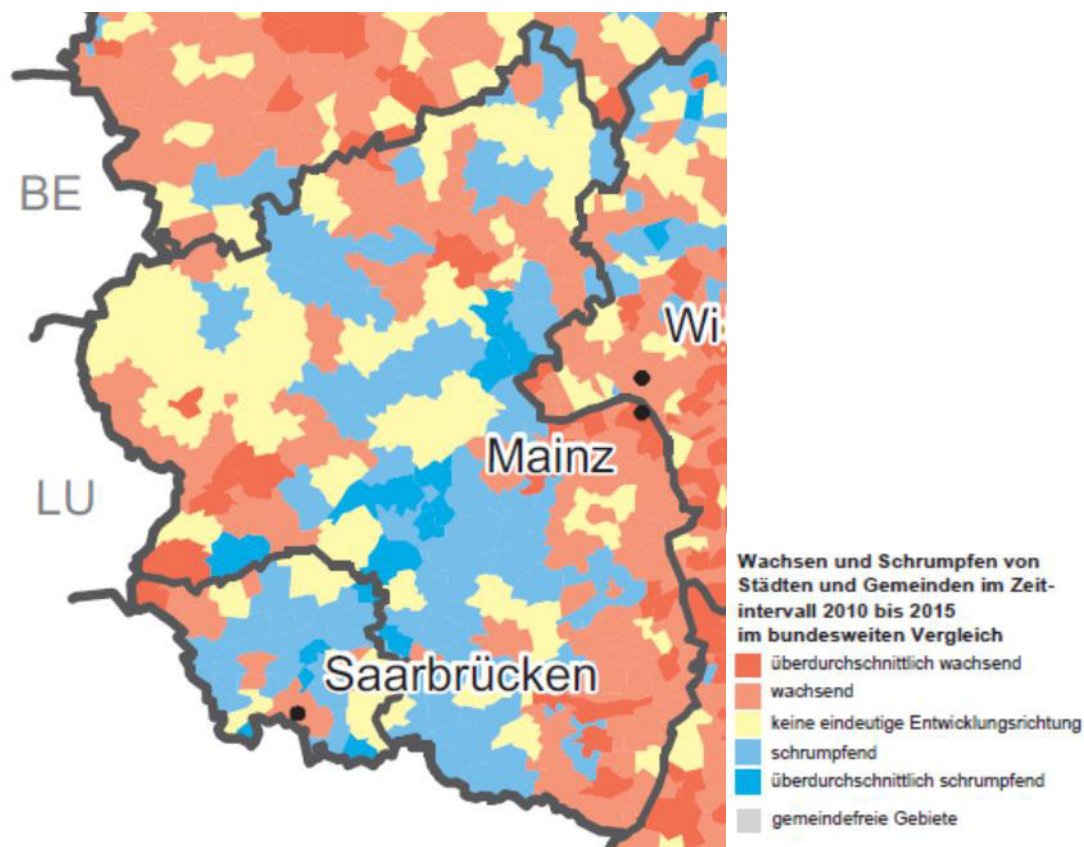 BE
LU
Wi
Mainz
Saarbrücken
Wachsen und Schrumpfen von
Städten und Gemeinden im Zeit-
intervall 2010 bis 2015
im bundesweiten Vergleich
überdurchschnittlich wachsend
wachsend
keine eindeutige Entwicklungsrichtung
schrumpfend
überdurchschnittlich schrumpfend
gemeindefreie Gebiete